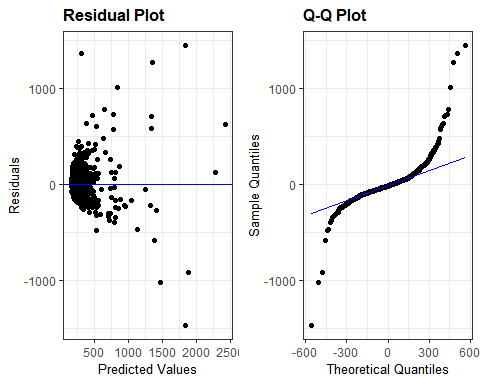 Residual Plot
Q-Q Plot
Residuals
1000
0
-1000
500 1000 1500 2000 250
Predicted Values
Sample Quantiles
1000
0
-1000
-600 -300 0 300 600
Theoretical Quantiles